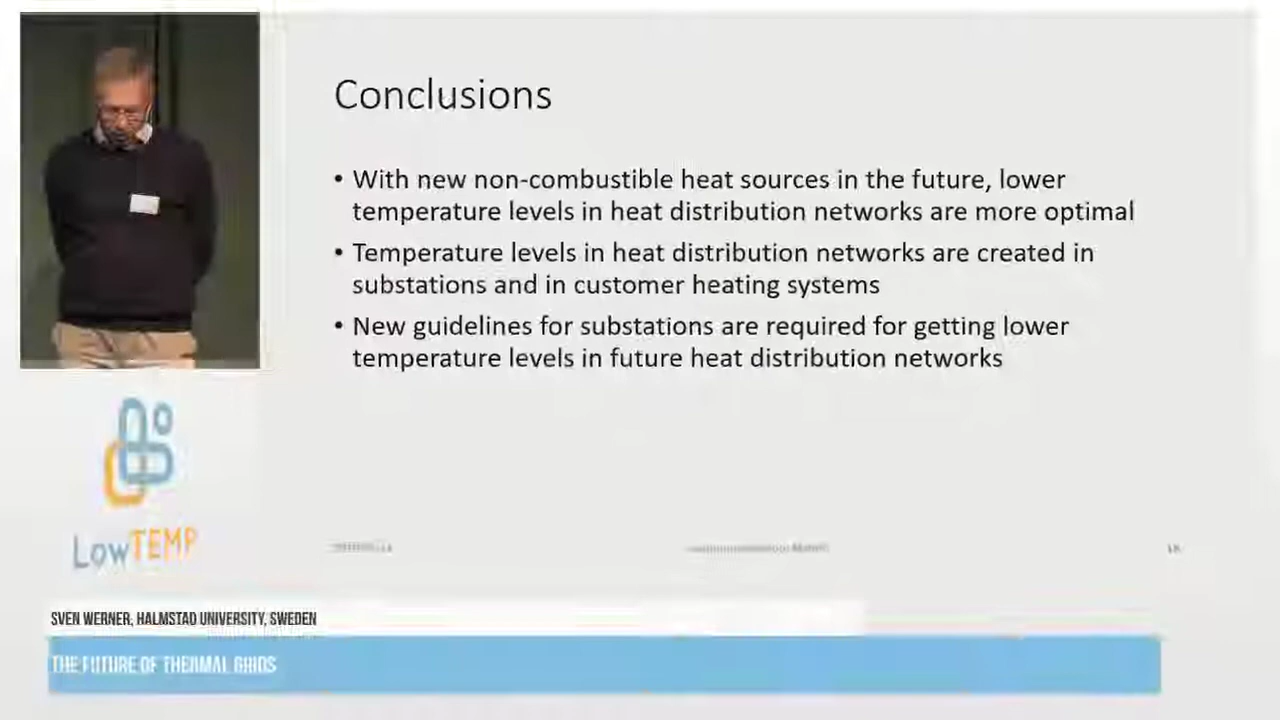 Conclusions
• With new non-combustible heat sources in the future, lower
temperature levels in heat distribution networks are more optimal
• Temperature levels in heat distribution networks are created in
substations and in customer heating systems
• New guidelines for substations are required for getting lower
temperature levels in future heat distribution networks
LowTEMP
SVEN WERNER, HALMSTAD UNIVERSITY, SWEDEN
THE FUTURE OF THERMAL GRIDS